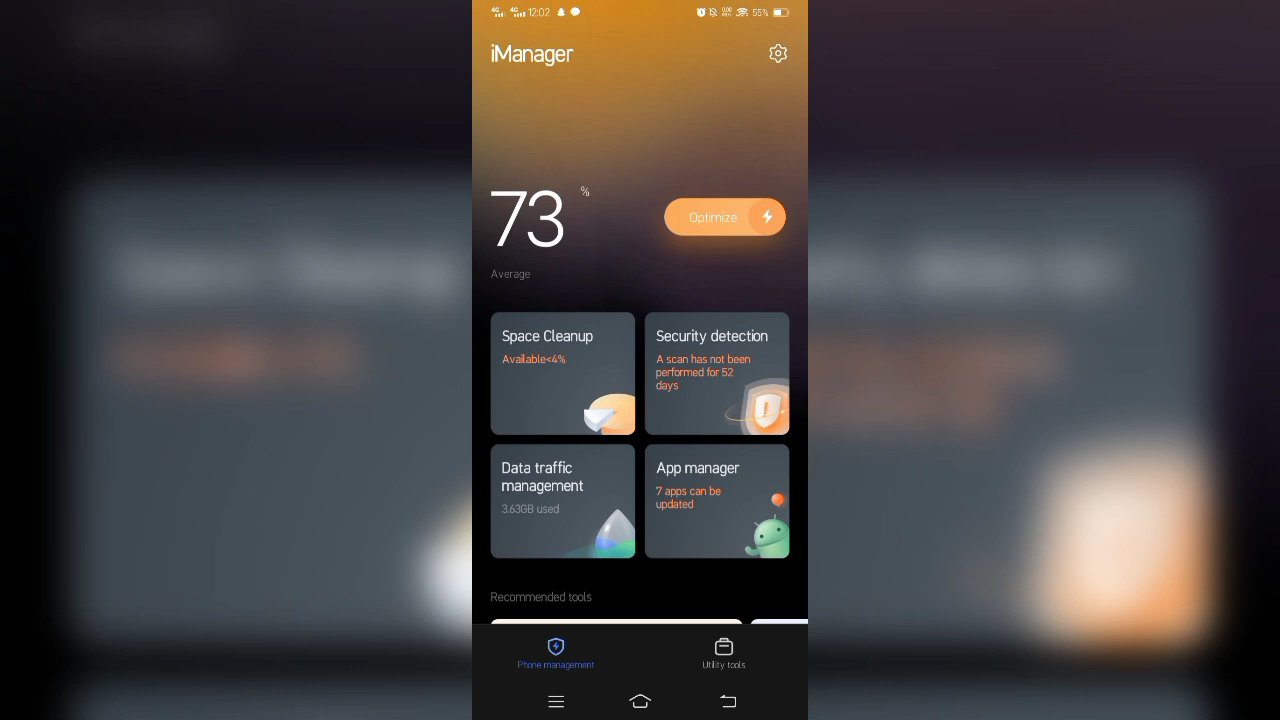 4G 4G 12:02 55%
iManager
73 %
Optimize
Average
Space Cleanup
Available<4%
Security detection
A scan has not been
performed for 52
days
Data traffic
management
3.63GB used
App manager
7 apps can be
updated
Recommended tools
Phone management
Utility tools